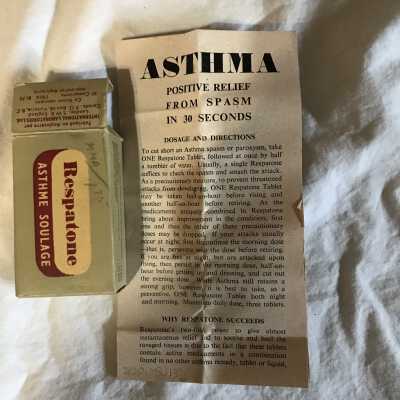 Respatone
ASTHME SOULAGE
ASTHMA
POSITIVE RELIEF
FROM SPASM
IN 30 SECONDS
DOSAGE AND DIRECTIONS
To cut short an Asthma spasm or paroxysm, take
ONE Respatone Tablet, followed at once by half
a tumbler of water. Usually, a single Respatone
suffices to check the spasm and smash the attack.
As a precautionary measure, to prevent threatened
attacks from developing, ONE Respatone Tablet
may be taken half-an-hour before rising and
another half-an-hour before retiring. As the
medicaments uniquely combined in Respatone
bring about improvement in the condition, first
one and then the other of these precautionary
doses may be dropped. If your attacks usually
occur at night, first discontinue the morning dose
—that is, persevere with the dose before retiring.
If you are free at night, but are attacked upon
rising, then persist in the morning dose, half-an-
hour before getting up and dressing, and cut out
the evening dose. While Asthma still retains a
strong grip, however, it is best to take, as a
preventive, ONE Respatone Tablet both night
and morning. Maximum daily dose, three tablets.
WHY RESPATONE SUCCEEDS
Respatone's two-fold power to give almost
instantaneous relief and to soothe and heal the
ravaged tissues is due to the fact that these tablets
contain active medicaments in a combination
found in no other asthma remedy, tablet or liquid,